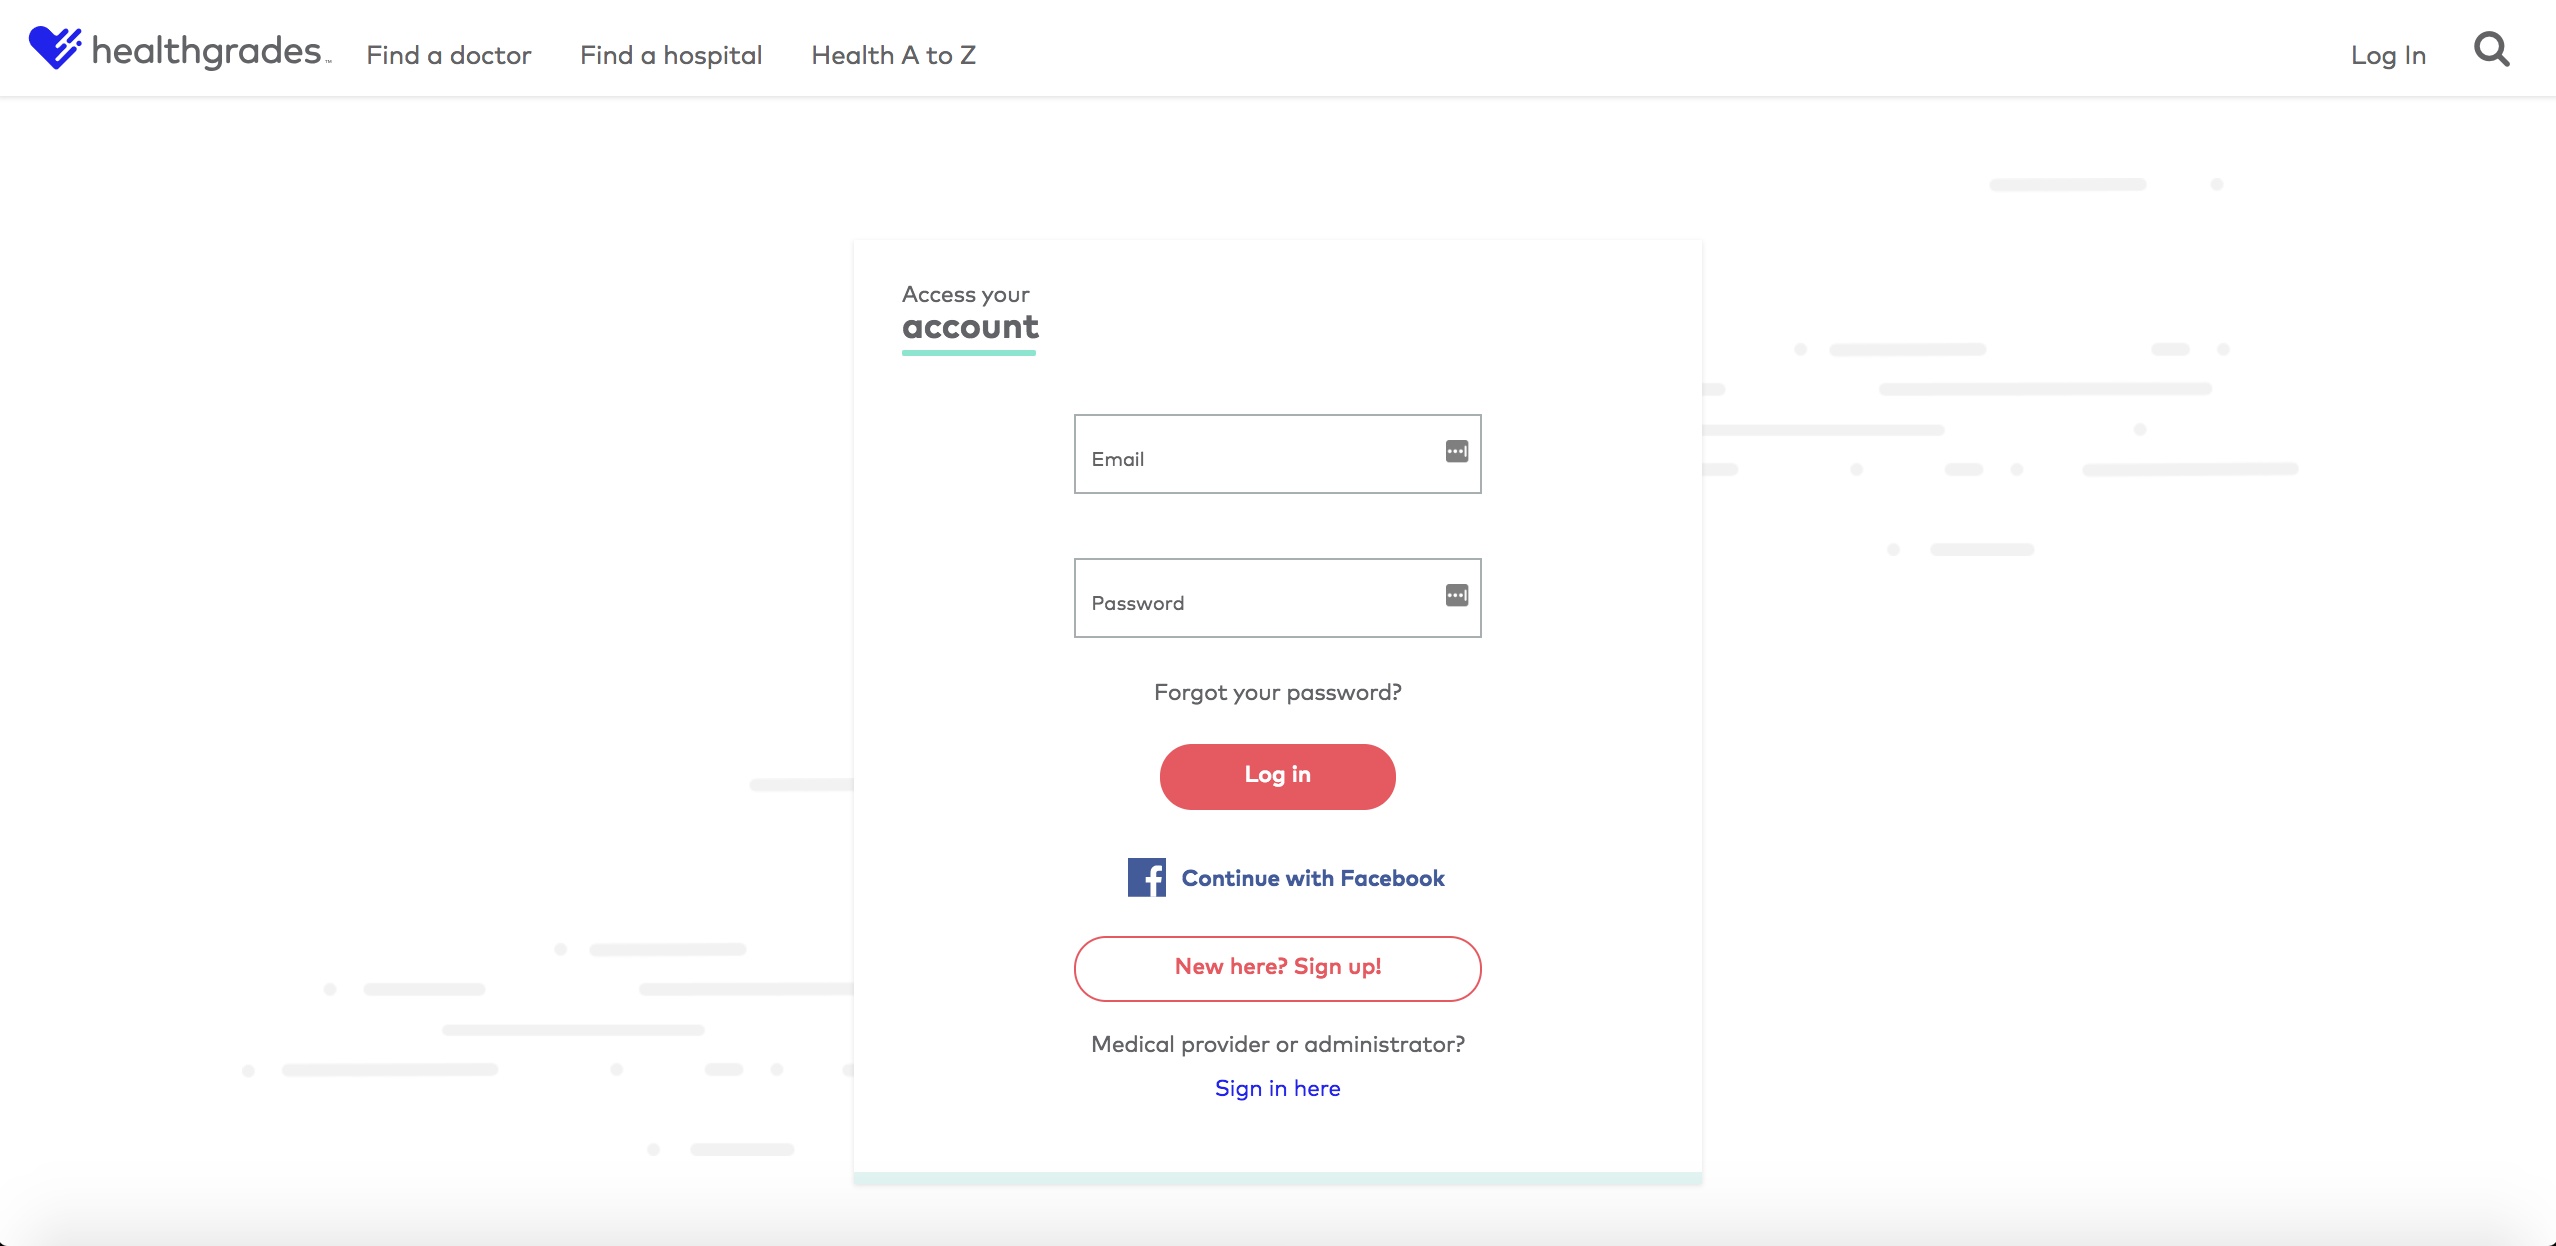 healthgrades™ Find a doctor Find a hospital Health A to Z Log In
Access your
account
Email
Password
Forgot your password?
Log in
f Continue with Facebook
New here? Sign up!
Medical provider or administrator?
Sign in here